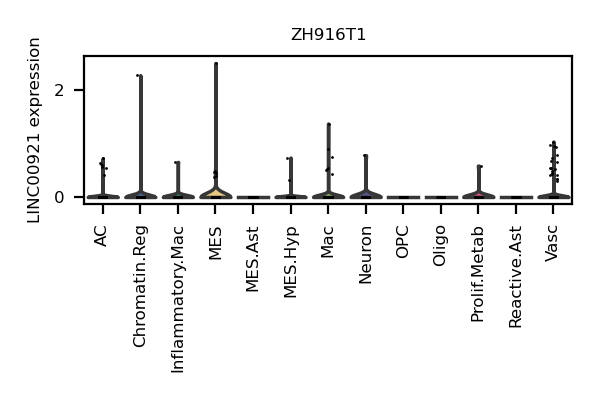 ZH916T1
LINC00921 expression
2
0
AC
Chromatin.Reg
Inflammatory.Mac
MES
MES.Ast
MES.Hyp
Mac
Neuron
OPC
Oligo
Prolif.Metab
Reactive.Ast
Vasc